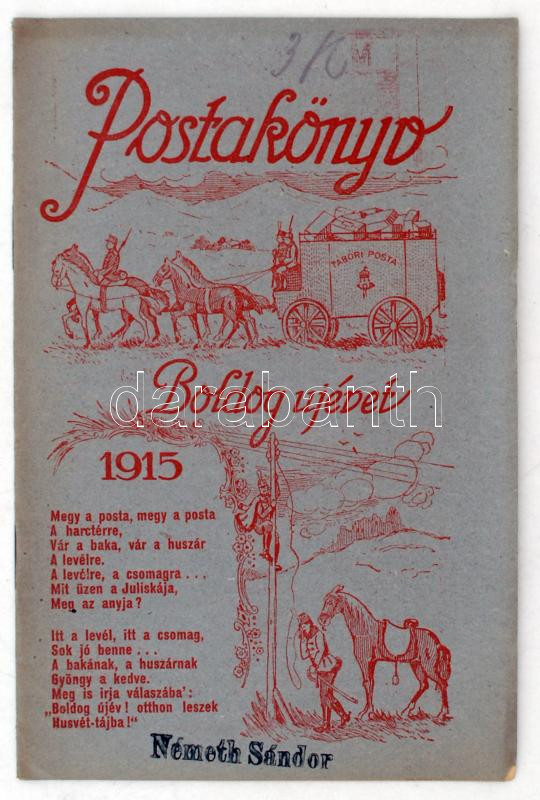 3 K
Postakönyv
TÁBORI POSTA
Boldog ujévet
darabanth
1915
Megy a posta, megy a posta
A harctérre,
Vár a baka, vár a huszár
A levélre.
A levélre, a csomagra . . .
Mit üzen a Juliskája,
Meg az anyja?
Itt a levél, itt a csomag,
Sok jó benne . . .
A bakának, a huszárnak
Gyöngy a kedve.
Meg is irja válaszába':
„Boldog újév! otthon leszek
Husvét-tájba!"
Németh Sándor